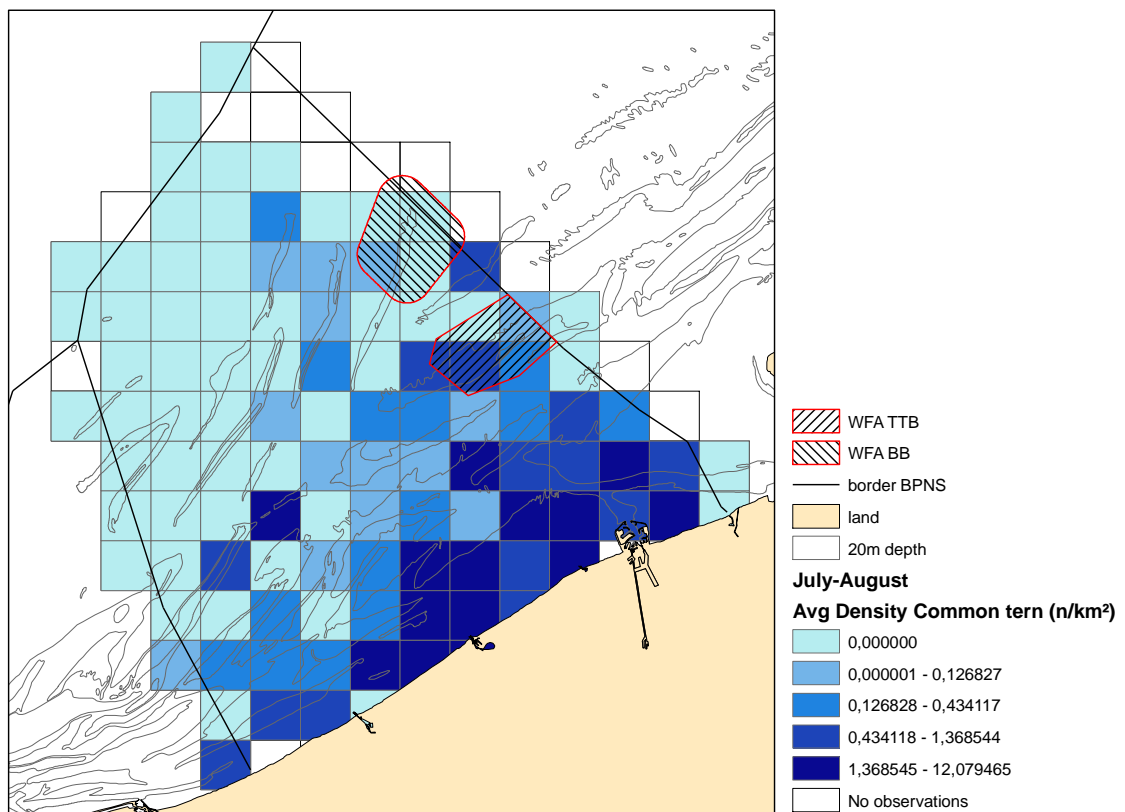 WFA TTB
WFA BB
border BPNS
land
20m depth
July-August
Avg Density Common tern (n/km²)
0,000000
0,000001 - 0,126827
0,126828 - 0,434117
0,434118 - 1,368544
1,368545 - 12,079465
No observations